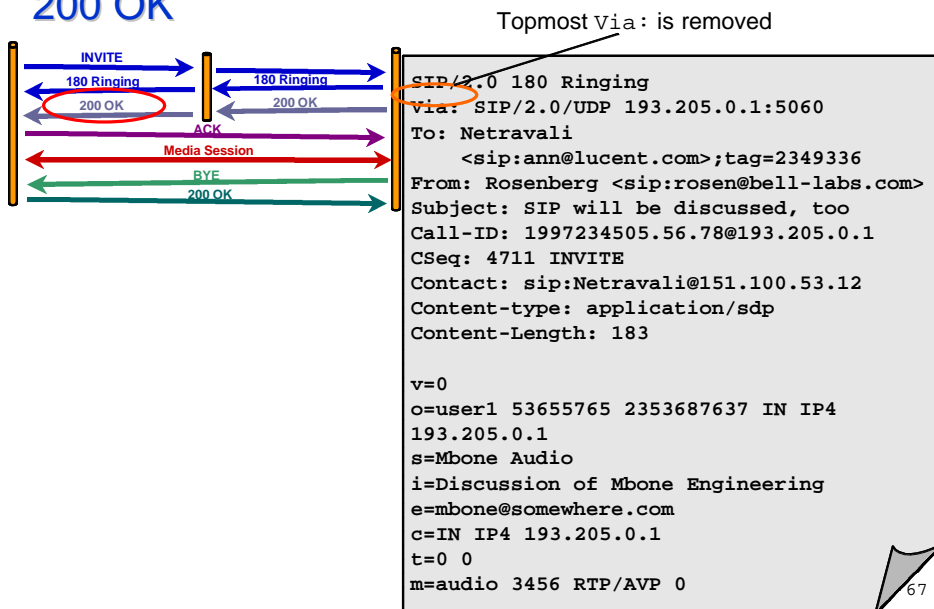 200 OK
Topmost Via: is removed
INVITE
180 Ringing
180 Ringing
200 OK
200 OK
ACK
Media Session
BYE
200 OK
SIP/2.0 180 Ringing
Via: SIP/2.0/UDP 193.205.0.1:5060
To: Netravali
<sip:ann@lucent.com>;tag=2349336
From: Rosenberg <sip:rosen@bell-labs.com>
Subject: SIP will be discussed, too
Call-ID: 1997234505.56.78@193.205.0.1
CSeq: 4711 INVITE
Contact: sip:Netravali@151.100.53.12
Content-type: application/sdp
Content-Length: 183
v=0
o=user1 53655765 2353687637 IN IP4
193.205.0.1
s=Mbone Audio
i=Discussion of Mbone Engineering
e=mbone@somewhere.com
c=IN IP4 193.205.0.1
t=0 0
m=audio 3456 RTP/AVP 0
67